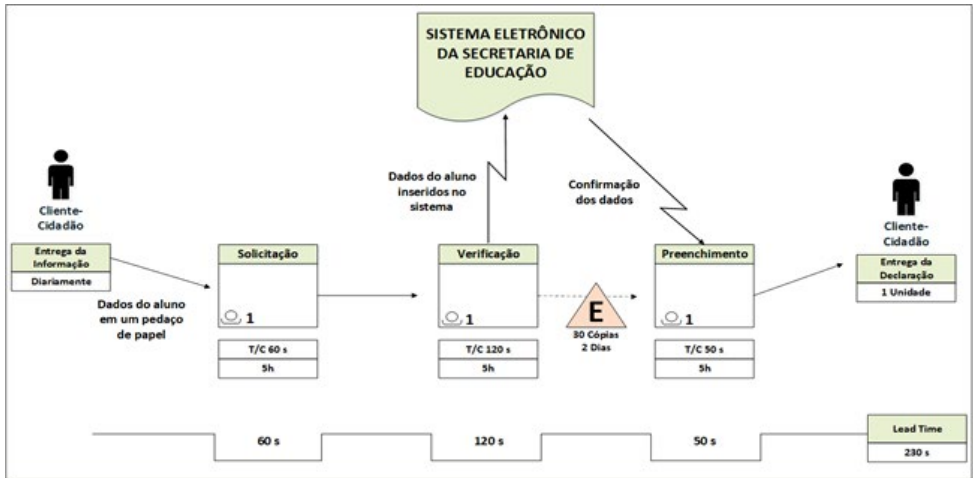 SISTEMA ELETRÔNICO
DA SECRETARIA DE
EDUCAÇÃO
Cliente-
Cidadão
Entrega da
Informação
Diariamente
Dados do aluno
em um pedaço
de papel
Solicitação
1
T/C 60 s
5h
Dados do aluno
inseridos no
sistema
Verificação
1
T/C 120 s
5h
E
30 Cópias
2 Dias
Confirmação
dos dados
Preenchimento
1
T/C 50 s
5h
Cliente-
Cidadão
Entrega da
Declaração
1 Unidade
60 s
120 s
50 s
Lead Time
230 s